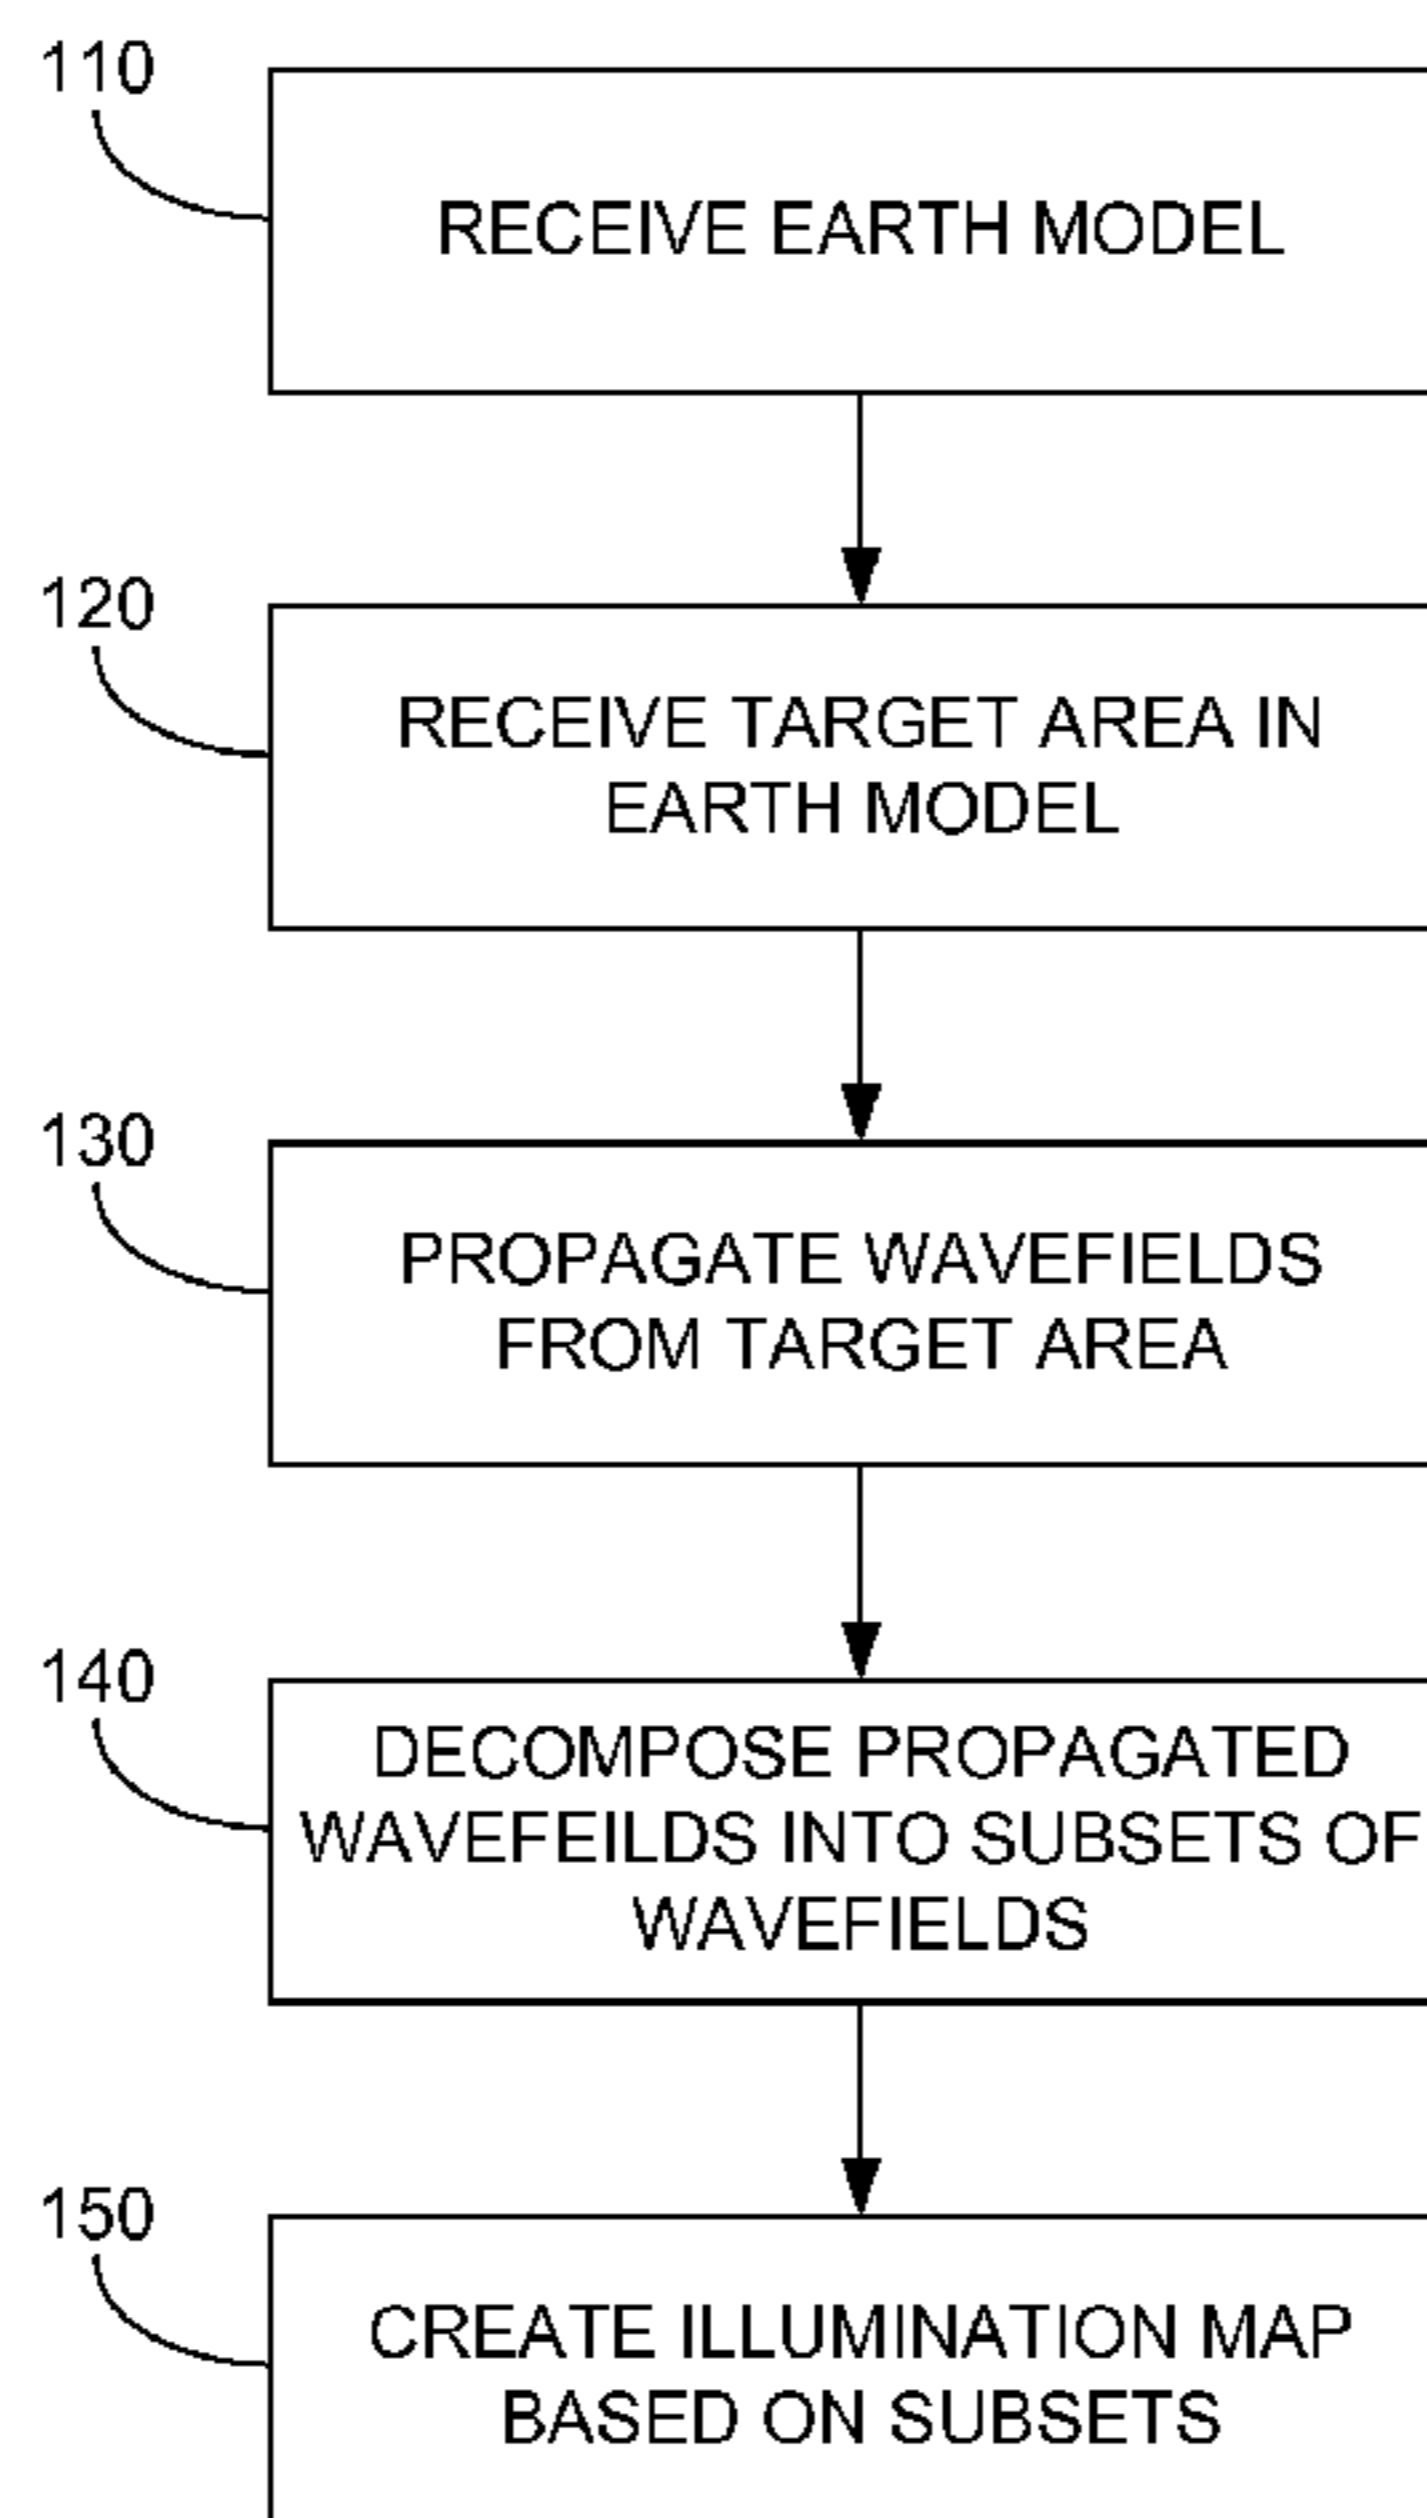 110
RECEIVE EARTH MODEL
120
RECEIVE TARGET AREA IN
EARTH MODEL
130
PROPAGATE WAVEFIELDS
FROM TARGET AREA
140
DECOMPOSE PROPAGATED
WAVEFEILDS INTO SUBSETS OF
WAVEFIELDS
150
CREATE ILLUMINATION MAP
BASED ON SUBSETS